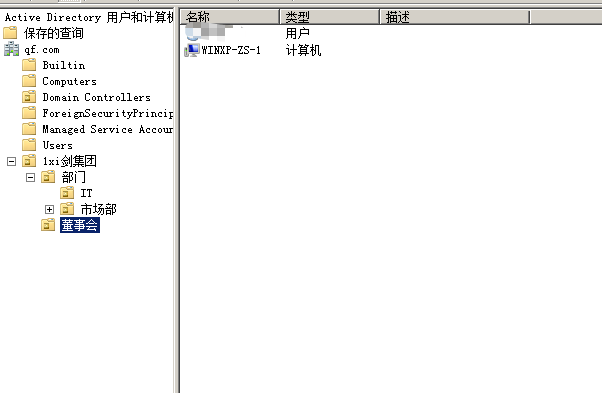 Active Directory 用户和计算机
保存的查询
qf.com
Builtin
Computers
Domain Controllers
ForeignSecurityPrincip
Managed Service Accoun
Users
1xi剑集团
部门
IT
市场部
董事会
名称 类型 描述
用户
WINXP-ZS-1 计算机